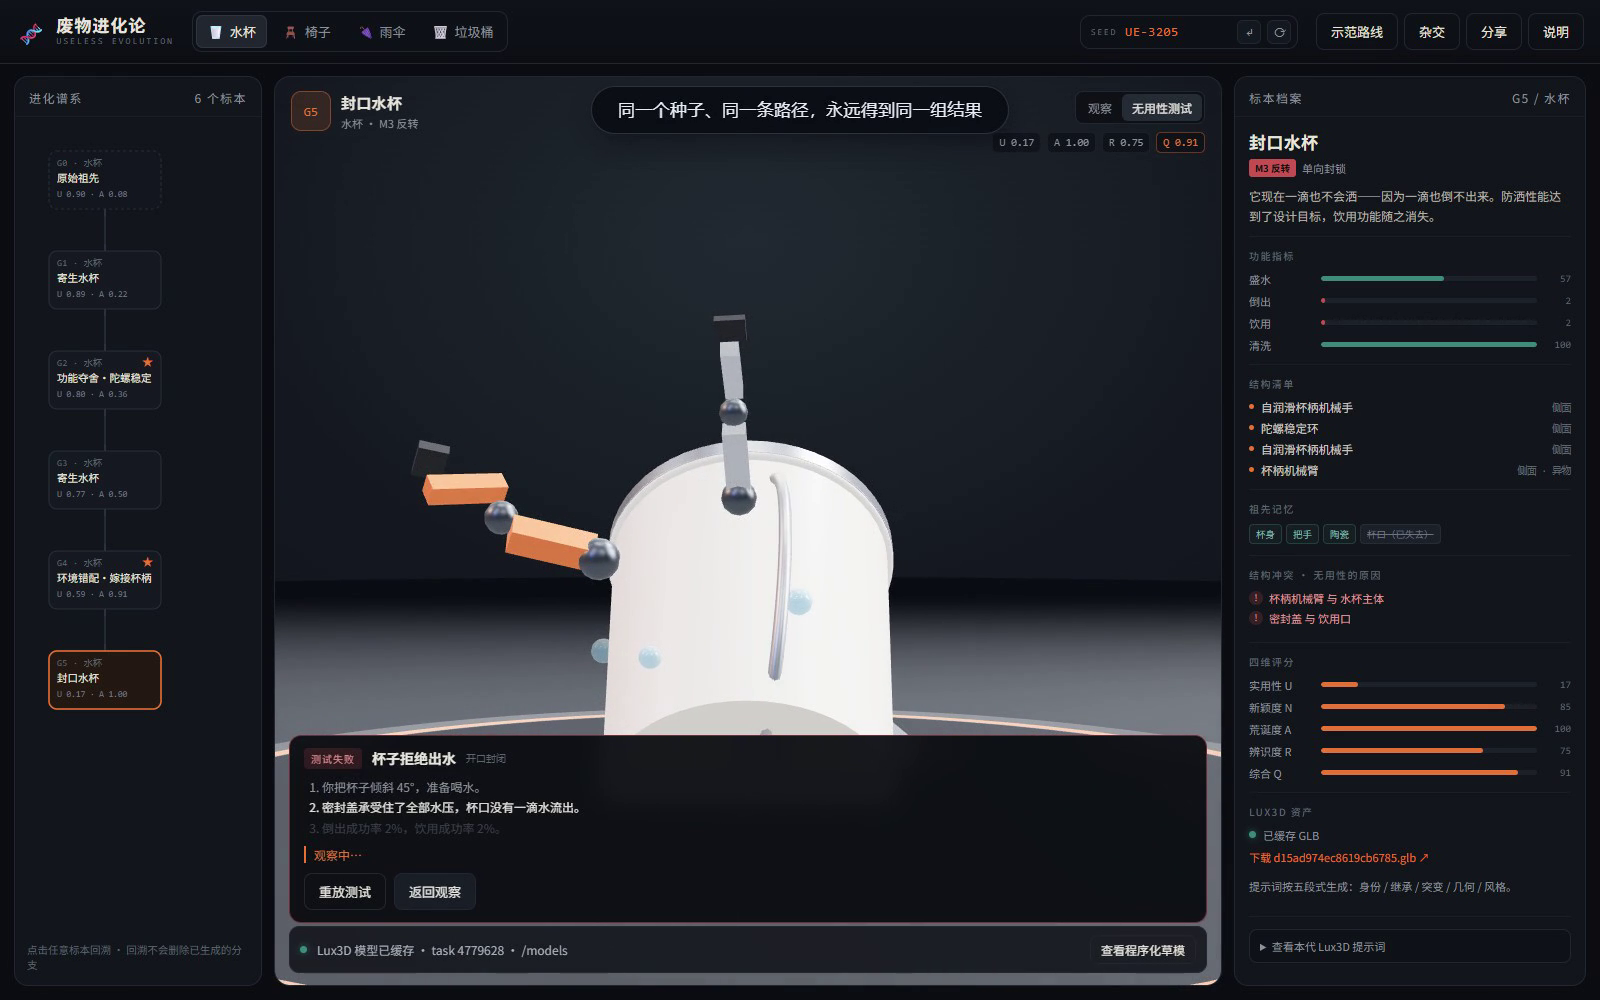 废物进化论
USELESS EVOLUTION
水杯
椅子
雨伞
垃圾桶
SEED UE-3205
示范路线
杂交
分享
说明
进化谱系
6 个标本
G0 · 水杯
原始祖先
U 0.90 · A 0.08
G1 · 水杯
寄生水杯
U 0.89 · A 0.22
G2 · 水杯
功能夺舍·陀螺稳定
U 0.80 · A 0.36
G3 · 水杯
寄生水杯
U 0.77 · A 0.50
G4 · 水杯
环境错配·嫁接杯柄
U 0.59 · A 0.91
G5 · 水杯
封口水杯
U 0.17 · A 1.00
点击任意标本回溯 · 回溯不会删除已生成的分
支
G5
封口水杯
水杯 · M3 反转
同一个种子、同一条路径，永远得到同一组结果
观察
无用性测试
U 0.17
A 1.00
R 0.75
Q 0.91
测试失败
杯子拒绝出水
开口封闭
1. 你把杯子倾斜 45°，准备喝水。
2. 密封盖承受住了全部水压，杯口没有一滴水流出。
3. 倒出成功率 2%，饮用成功率 2%。
观察中…
重放测试
返回观察
Lux3D 模型已缓存 · task 4779628 · /models
查看程序化草模
标本档案
G5 / 水杯
封口水杯
M3 反转
单向封锁
它现在一滴也不会洒——因为一滴也倒不出来。防洒性能达
到了设计目标，饮用功能随之消失。
功能指标
盛水 57
倒出 2
饮用 2
清洗 100
结构清单
自润滑杯柄机械手 侧面
陀螺稳定环 侧面
自润滑杯柄机械手 侧面
杯柄机械臂 侧面 · 异物
祖先记忆
杯身
把手
陶瓷
杯口（已失去）
结构冲突 · 无用性的原因
! 杯柄机械臂 与 水杯主体
! 密封盖 与 饮用口
四维评分
实用性 U 17
新颖度 N 85
荒诞度 A 100
辨识度 R 75
综合 Q 91
LUX3D 资产
已缓存 GLB
下载 d15ad974ec8619cb6785.glb ↗
提示词按五段式生成：身份 / 继承 / 突变 / 几何 / 风格。
▶ 查看本代 Lux3D 提示词